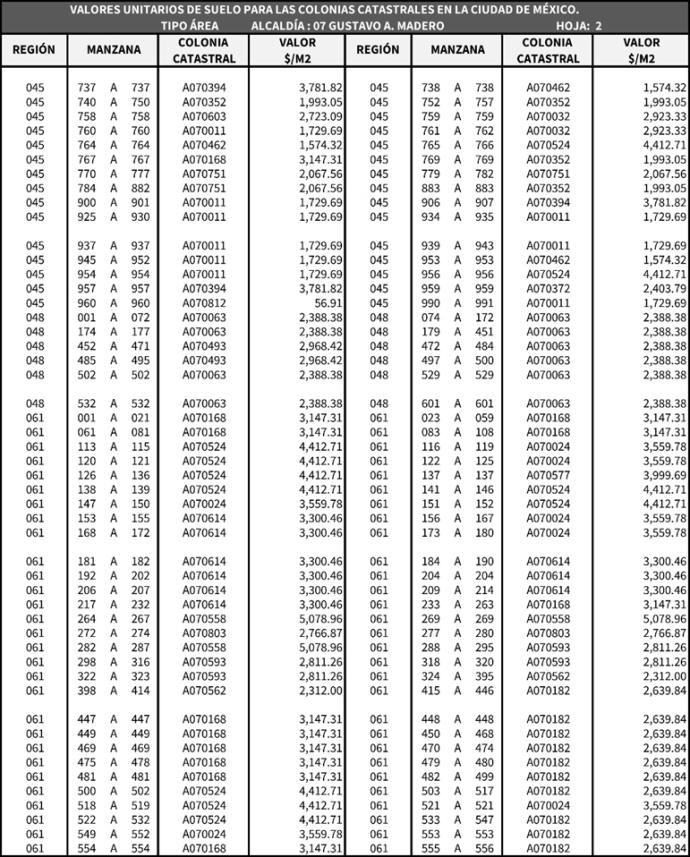 VALORES UNITARIOS DE SUELO PARA LAS COLONIAS CATASTRALES EN LA CIUDAD DE MÉXICO.
TIPO ÁREA ALCALDÍA : 07 GUSTAVO A. MADERO HOJA: 2
REGIÓN MANZANA COLONIA CATASTRAL VALOR $/M2 REGIÓN MANZANA COLONIA CATASTRAL VALOR $/M2
045 737 A 737 A070394 3,781.82 045 738 A 738 A070462 1,574.32
045 740 A 750 A070352 1,993.05 045 752 A 757 A070352 1,993.05
045 758 A 758 A070603 2,723.09 045 759 A 759 A070032 2,923.33
045 760 A 760 A070011 1,729.69 045 761 A 762 A070032 2,923.33
045 764 A 764 A070462 1,574.32 045 765 A 766 A070524 4,412.71
045 767 A 767 A070168 3,147.31 045 769 A 769 A070352 1,993.05
045 770 A 777 A070751 2,067.56 045 779 A 782 A070751 2,067.56
045 784 A 882 A070751 2,067.56 045 883 A 883 A070352 1,993.05
045 900 A 901 A070011 1,729.69 045 906 A 907 A070394 3,781.82
045 925 A 930 A070011 1,729.69 045 934 A 935 A070011 1,729.69
045 937 A 937 A070011 1,729.69 045 939 A 943 A070011 1,729.69
045 945 A 952 A070011 1,729.69 045 953 A 953 A070462 1,574.32
045 954 A 954 A070011 1,729.69 045 956 A 956 A070524 4,412.71
045 957 A 957 A070394 3,781.82 045 959 A 959 A070372 2,403.79
045 960 A 960 A070812 56.91 045 990 A 991 A070011 1,729.69
048 001 A 072 A070063 2,388.38 048 074 A 172 A070063 2,388.38
048 174 A 177 A070063 2,388.38 048 179 A 451 A070063 2,388.38
048 452 A 471 A070493 2,968.42 048 472 A 484 A070063 2,388.38
048 485 A 495 A070493 2,968.42 048 497 A 500 A070063 2,388.38
048 502 A 502 A070063 2,388.38 048 529 A 529 A070063 2,388.38
048 532 A 532 A070063 2,388.38 048 601 A 601 A070063 2,388.38
061 001 A 021 A070168 3,147.31 061 023 A 059 A070168 3,147.31
061 061 A 081 A070168 3,147.31 061 083 A 108 A070168 3,147.31
061 113 A 115 A070524 4,412.71 061 116 A 119 A070024 3,559.78
061 120 A 121 A070524 4,412.71 061 122 A 125 A070024 3,559.78
061 126 A 136 A070524 4,412.71 061 137 A 137 A070577 3,999.69
061 138 A 139 A070524 4,412.71 061 141 A 146 A070524 4,412.71
061 147 A 150 A070024 3,559.78 061 151 A 152 A070524 4,412.71
061 153 A 155 A070614 3,300.46 061 156 A 167 A070024 3,559.78
061 168 A 172 A070614 3,300.46 061 173 A 180 A070024 3,559.78
061 181 A 182 A070614 3,300.46 061 184 A 190 A070614 3,300.46
061 192 A 202 A070614 3,300.46 061 204 A 204 A070614 3,300.46
061 206 A 207 A070614 3,300.46 061 209 A 214 A070614 3,300.46
061 217 A 232 A070614 3,300.46 061 233 A 263 A070168 3,147.31
061 264 A 267 A070558 5,078.96 061 269 A 269 A070558 5,078.96
061 272 A 274 A070803 2,766.87 061 277 A 280 A070803 2,766.87
061 282 A 287 A070558 5,078.96 061 288 A 295 A070593 2,811.26
061 298 A 316 A070593 2,811.26 061 318 A 320 A070593 2,811.26
061 322 A 323 A070593 2,811.26 061 324 A 395 A070562 2,312.00
061 398 A 414 A070562 2,312.00 061 415 A 446 A070182 2,639.84
061 447 A 447 A070168 3,147.31 061 448 A 448 A070182 2,639.84
061 449 A 449 A070168 3,147.31 061 450 A 468 A070182 2,639.84
061 469 A 469 A070168 3,147.31 061 470 A 474 A070182 2,639.84
061 475 A 478 A070168 3,147.31 061 479 A 480 A070182 2,639.84
061 481 A 481 A070168 3,147.31 061 482 A 499 A070182 2,639.84
061 500 A 502 A070524 4,412.71 061 503 A 517 A070182 2,639.84
061 518 A 519 A070524 4,412.71 061 521 A 521 A070024 3,559.78
061 522 A 532 A070524 4,412.71 061 533 A 547 A070182 2,639.84
061 549 A 552 A070024 3,559.78 061 553 A 553 A070182 2,639.84
061 554 A 554 A070168 3,147.31 061 555 A 556 A070182 2,639.84